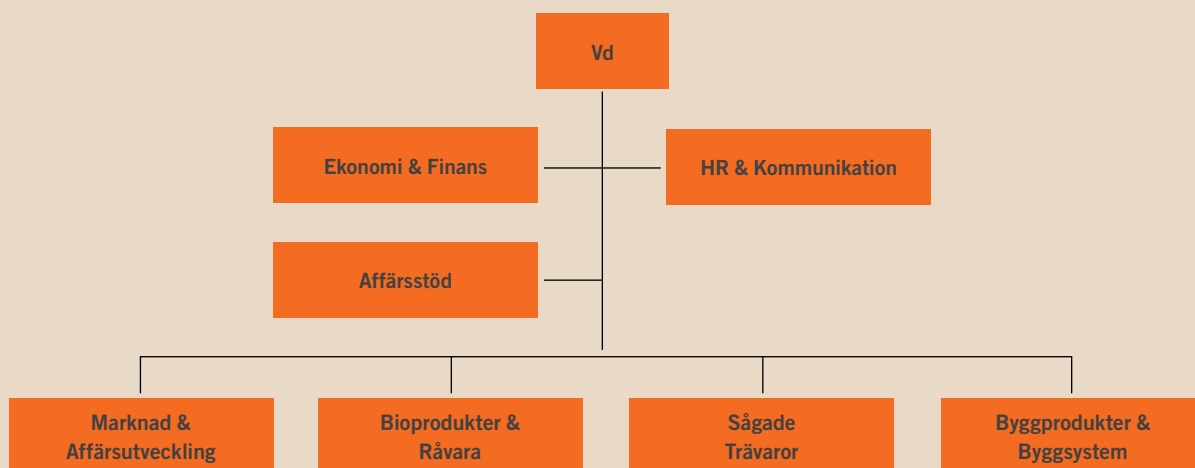 Vd
Ekonomi & Finans
HR & Kommunikation
Affärsstöd
Marknad &
Affärsutveckling
Bioprodukter &
Råvara
Sågade
Trävaror
Byggprodukter &
Byggsystem